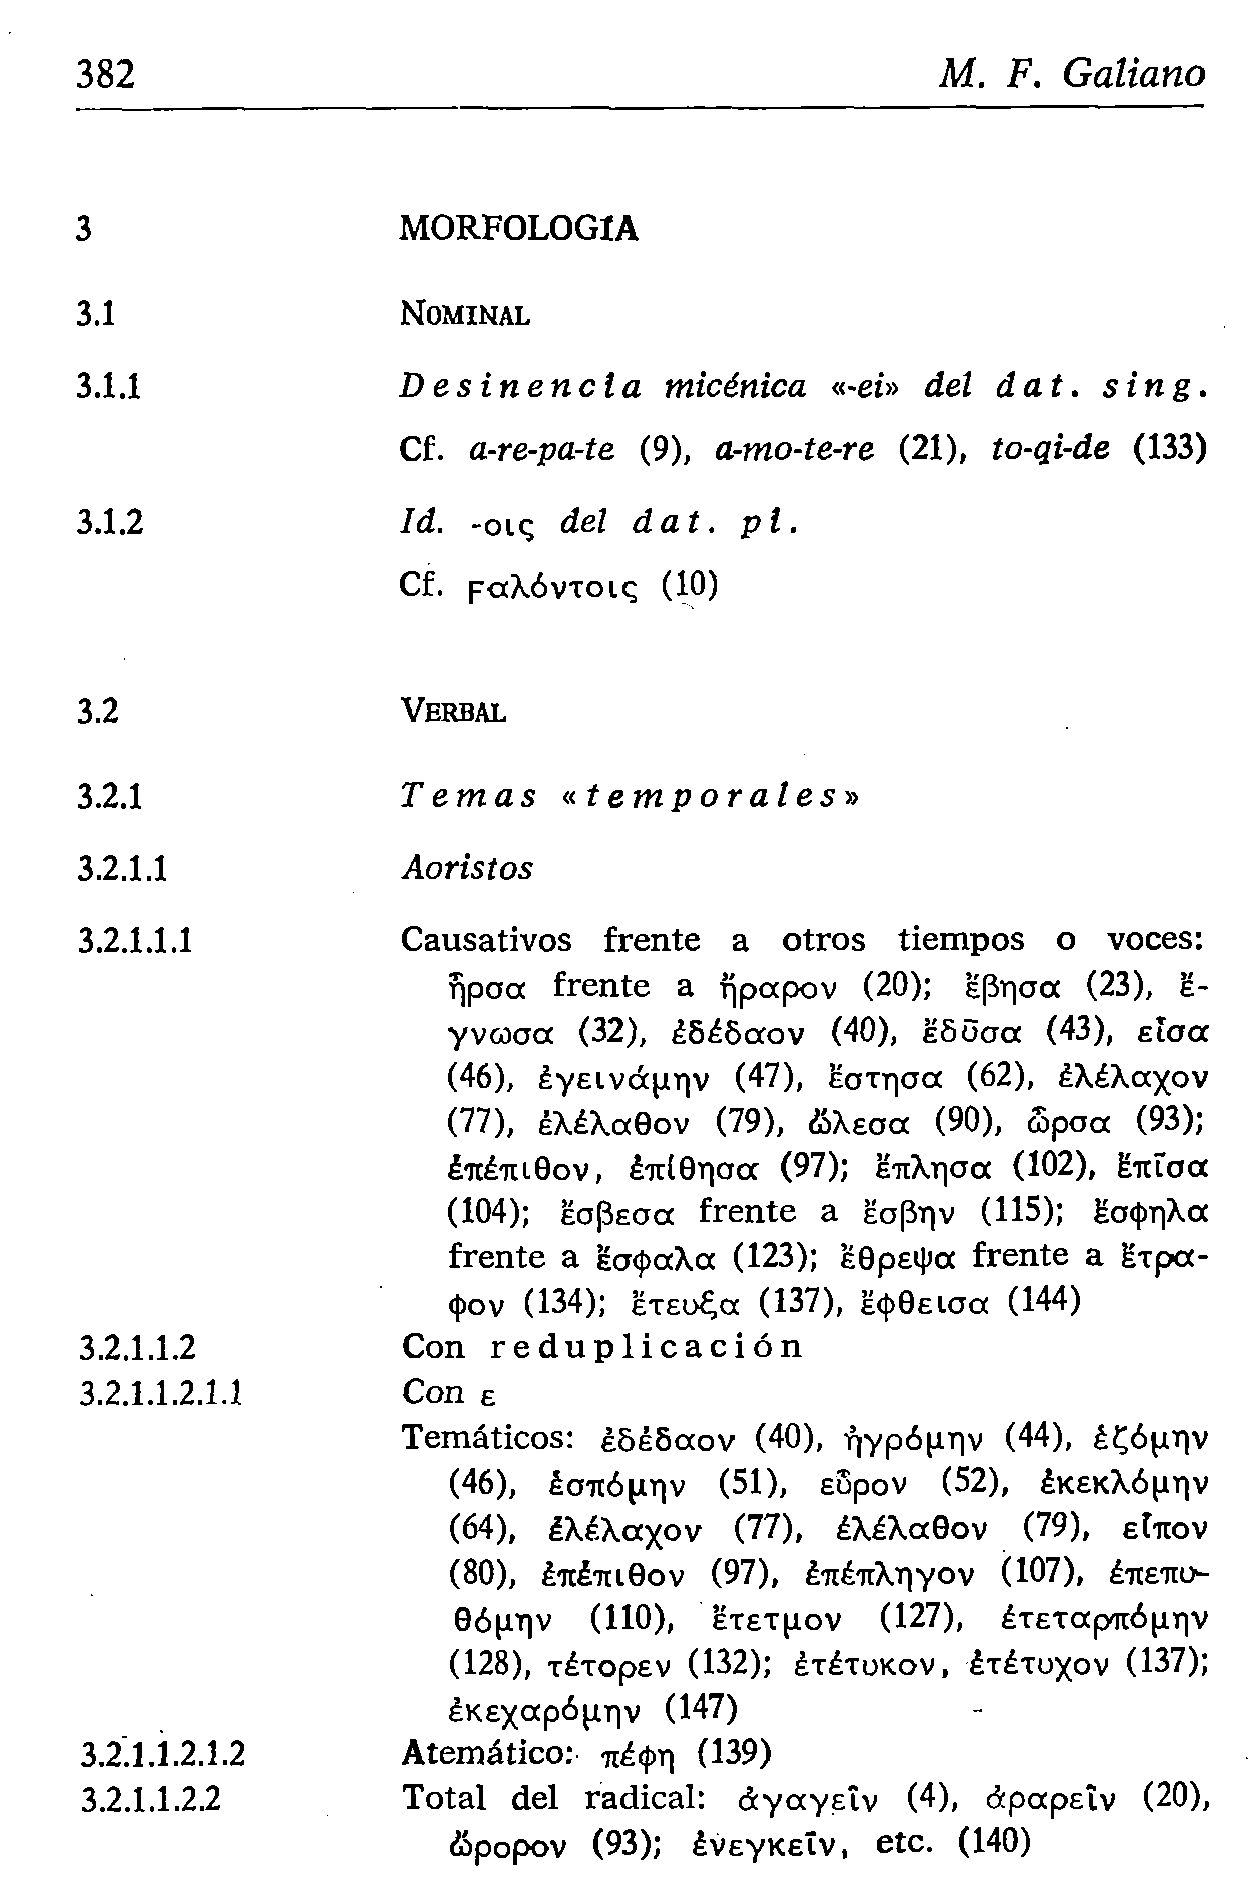 382 M. F. Galiano
3 MORFOLOGÍA
3.1 NOMINAL
3.1.1 Desinencia micénica «-ei» del dat. sing.
Cf. a-re-pa-te (9), a-mo-te-re (21), to-qi-de (133)
3.1.2 Id. -οις del dat. pl.
Cf. ϝαλόντοις (10)
3.2 VERBAL
3.2.1 Temas «temporales»
3.2.1.1 Aoristos
3.2.1.1.1 Causativos frente a otros tiempos o voces:
ἦρσα frente a ἤραρον (20); ἔβησα (23), ἔ-
γνωσα (32), ἐδέδαον (40), ἔδῡσα (43), εἷσα
(46), ἐγεινάμην (47), ἔστησα (62), ἐλέλαχον
(77), ἐλέλαθον (79), ὤλεσα (90), ὦρσα (93);
ἐπέπιθον, ἐπίθησα (97); ἔπλησα (102), ἔπῑσα
(104); ἔσβεσα frente a ἔσβην (115); ἔσφηλα
frente a ἔσφαλα (123); ἔθρεψα frente a ἔτρα-
φον (134); ἔτευξα (137), ἔφθεισα (144)
3.2.1.1.2 Con reduplicación
3.2.1.1.2.1.1 Con ε
Temáticos: ἐδέδαον (40), ἠγρόμην (44), ἑζόμην
(46), ἑσπόμην (51), εὗρον (52), ἐκεκλόμην
(64), ἐλέλαχον (77), ἐλέλαθον (79), εἶπον
(80), ἐπέπιθον (97), ἐπέπληγον (107), ἐπεπυ-
θόμην (110), ἔτετμον (127), ἐτεταρπόμην
(128), τέτορεν (132); ἐτέτυκον, ἐτέτυχον (137);
ἐκεχαρόμην (147)
3.2.1.1.2.1.2 Atemático: πέφη (139)
3.2.1.1.2.2 Total del radical: ἀγαγεῖν (4), ἀραρεῖν (20),
ὤρορον (93); ἐνεγκεῖν, etc. (140)